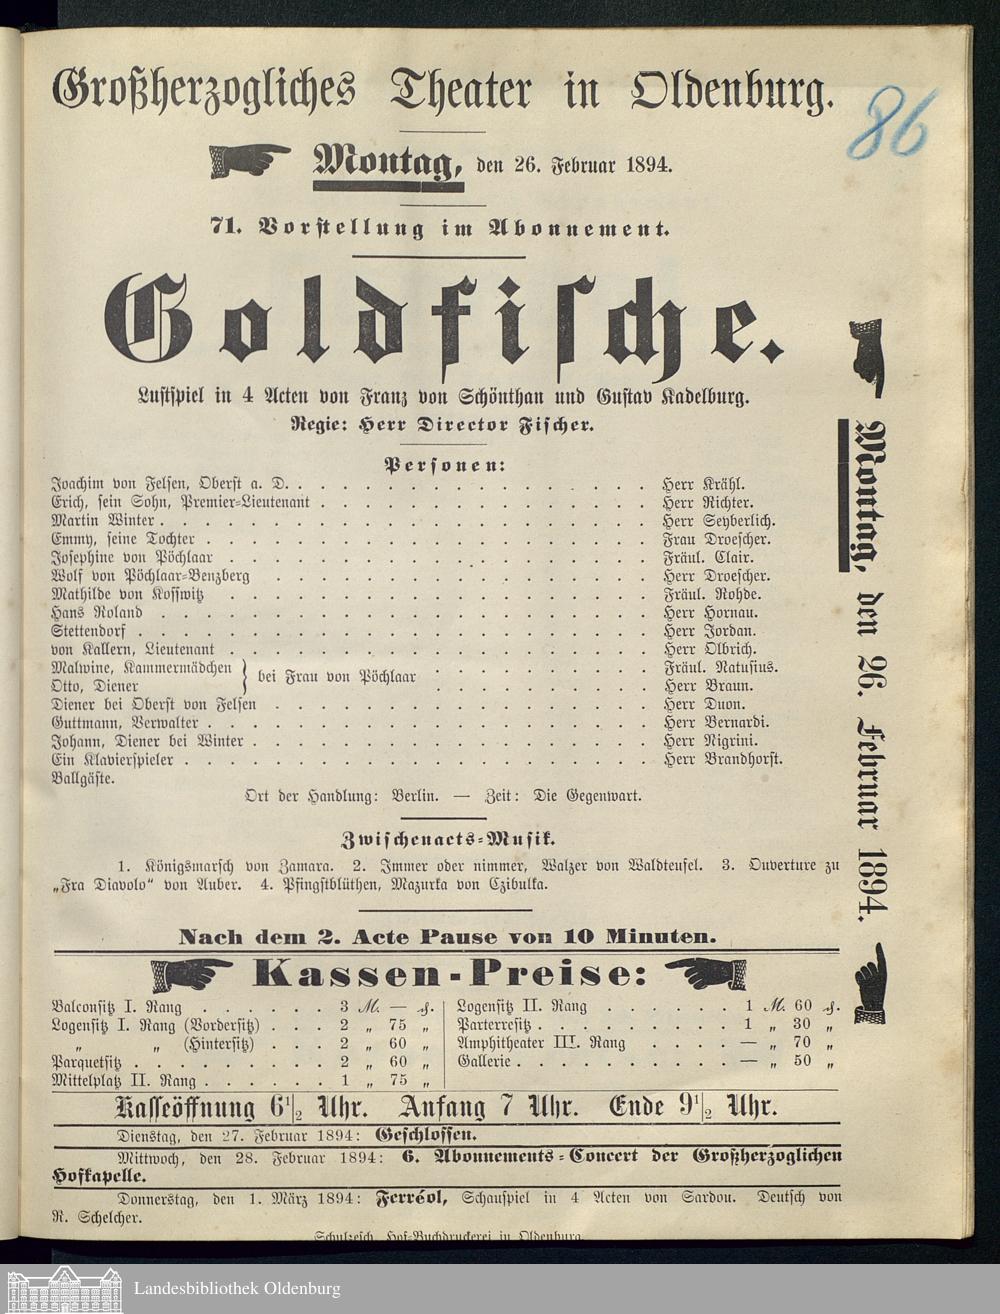 Großherzogliches Theater in Oldenburg.
86
Montag, den 26. Februar 1894.
71. Vorstellung im Abonnement.
Goldfische.
Lustspiel in 4 Acten von Franz von Schönthan und Gustav Kadelburg.
Regie: Herr Director Fischer.
Personen:
Joachim von Felsen, Oberst a. D. . . . . . . . . . . . . . . . . . Herr Krähl.
Erich, sein Sohn, Premier-Lieutenant . . . . . . . . . . . . . . . Herr Richter.
Martin Winter . . . . . . . . . . . . . . . . . . . . . . Herr Seyberlich.
Emmy, seine Tochter . . . . . . . . . . . . . . . . . . . . Frau Droescher.
Josephine von Pöchlaar . . . . . . . . . . . . . . . . . . . Fräul. Clair.
Wolf von Pöchlaar-Benzberg . . . . . . . . . . . . . . . . . . Herr Droescher.
Mathilde von Kosswitz . . . . . . . . . . . . . . . . . . . Fräul. Rohde.
Hans Roland . . . . . . . . . . . . . . . . . . . . . . Herr Hornau.
Stettendorf . . . . . . . . . . . . . . . . . . . . . . . Herr Jordan.
von Kallern, Lieutenant . . . . . . . . . . . . . . . . . . . Herr Olbrich.
Malwine, Kammermädchen } bei Frau von Pöchlaar . . . . . . . . . Fräul. Natusius.
Otto, Diener . . . . . . . . . Herr Braun.
Diener bei Oberst von Felsen . . . . . . . . . . . . . . . . . Herr Duon.
Guttmann, Verwalter . . . . . . . . . . . . . . . . . . . . Herr Bernardi.
Johann, Diener bei Winter . . . . . . . . . . . . . . . . . . Herr Nigrini.
Ein Klavierspieler . . . . . . . . . . . . . . . . . . . . . Herr Brandhorst.
Ballgäste.
Ort der Handlung: Berlin. — Zeit: Die Gegenwart.
Zwischenacts-Musik.
1. Königsmarsch von Zamara. 2. Immer oder nimmer, Walzer von Waldteufel. 3. Ouverture zu
„Fra Diavolo“ von Auber. 4. Pfingstblüthen, Mazurka von Czibulka.
Nach dem 2. Acte Pause von 10 Minuten.
Kassen-Preise:
Balconsitz I. Rang . . . . . . 3 M. — ₰.
Logensitz I. Rang (Vordersitz) . . . 2 „ 75 „
„ „ (Hintersitz) . . . 2 „ 60 „
Parquetsitz . . . . . . . . . 2 „ 60 „
Mittelplatz II. Rang . . . . . . 1 „ 75 „
Logensitz II. Rang . . . . . . 1 M. 60 ₰.
Parterresitz . . . . . . . . . 1 „ 30 „
Amphitheater III. Rang . . . . — „ 70 „
Gallerie . . . . . . . . . . — „ 50 „
Kasseöffnung 6 1/2 Uhr. Anfang 7 Uhr. Ende 9 1/2 Uhr.
Dienstag, den 27. Februar 1894: Geschlossen.
Mittwoch, den 28. Februar 1894: 6. Abonnements-Concert der Großherzoglichen
Hofkapelle.
Donnerstag, den 1. März 1894: Ferréol, Schauspiel in 4 Acten von Sardou. Deutsch von
R. Schelcher.
Schulzesch. Hof-Buchdruckerei in Oldenburg.
Montag, den 26. Februar 1894.
Landesbibliothek Oldenburg